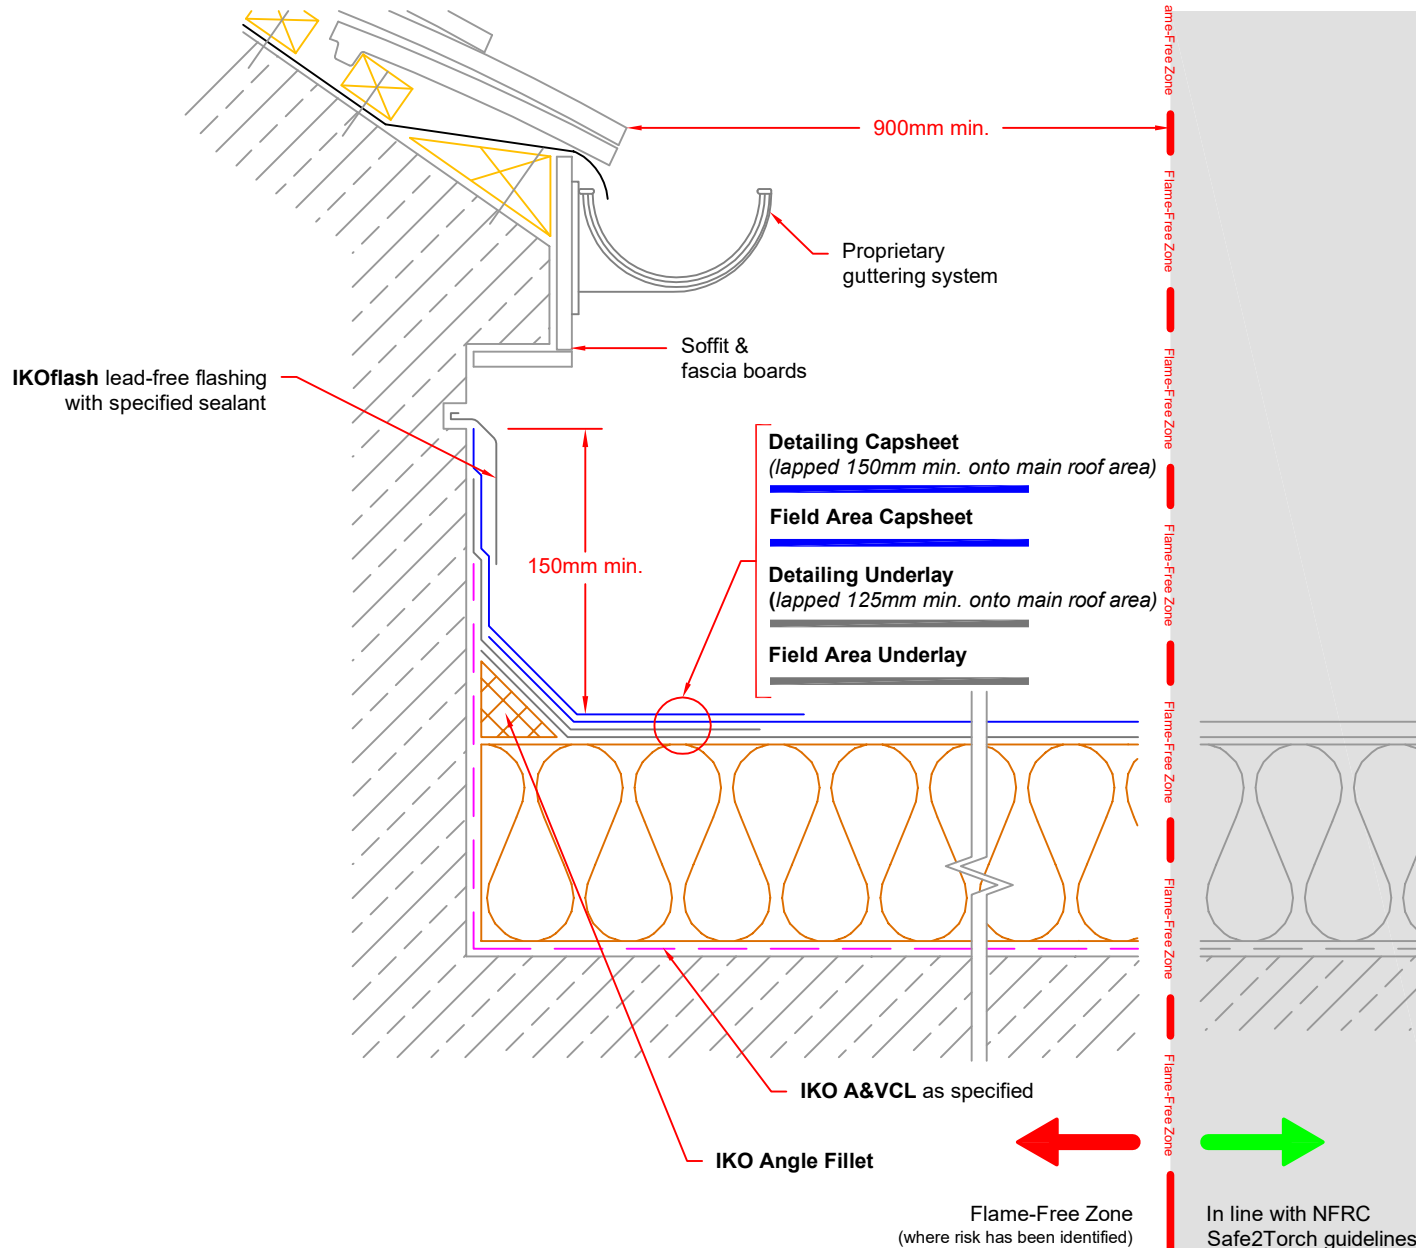 ame-Free Zone
900mm min.
Flame-Free Zone
Proprietary
guttering system
Soffit &
fascia boards
Flame-Free Zone
IKOflash lead-free flashing
with specified sealant
Detailing Capsheet
(lapped 150mm min. onto main roof area)
Field Area Capsheet
150mm min.
Flame-Free Zone
Detailing Underlay
(lapped 125mm min. onto main roof area)
Field Area Underlay
Flame-Free Zone
Flame-Free Zone
Flame-Free Zone
IKO A&VCL as specified
Flame-Free Zone
IKO Angle Fillet
Flame-Free Zone
(where risk has been identified)
In line with NFRC
Safe2Torch guidelines